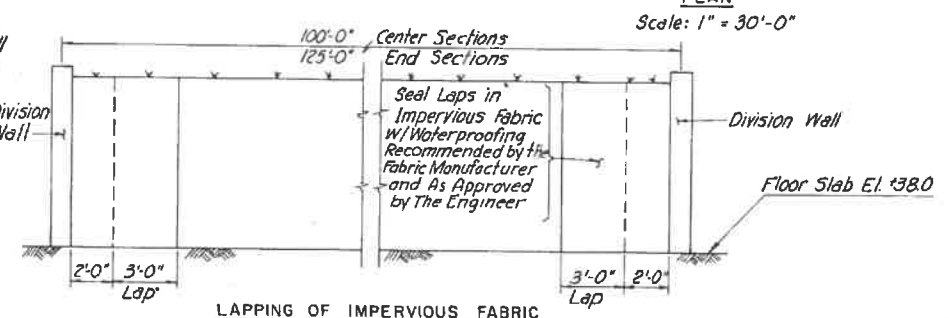 Scale: 1" = 30'-0"
100'-0" Center Sections
125'-0" End Sections
Division
Wall
Seal Laps in
Impervious Fabric
W/Waterproofing
Recommended by the
Fabric Manufacturer
and As Approved
by The Engineer
Division Wall
Floor Slab El. +38.0
2'-0" 3'-0"
Lap
3'-0" 2'-0"
Lap
LAPPING OF IMPERVIOUS FABRIC